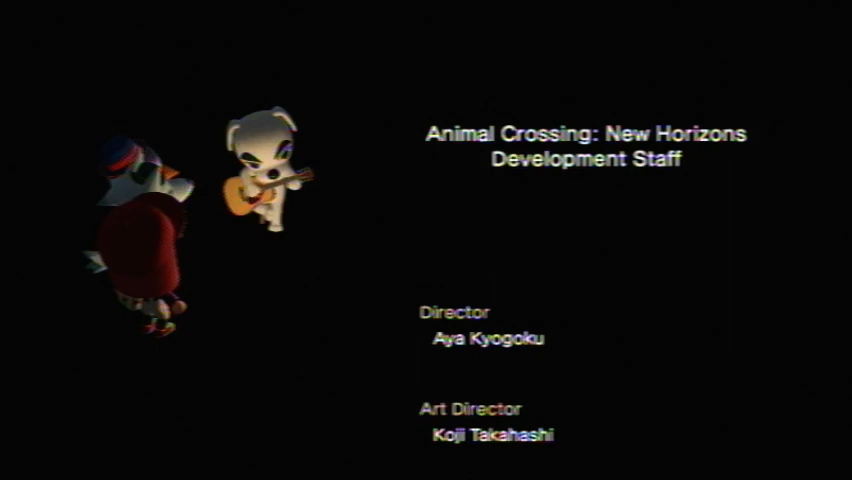 Animal Crossing: New Horizons
Development Staff
Director
Aya Kyogoku
Art Director
Koji Takahashi